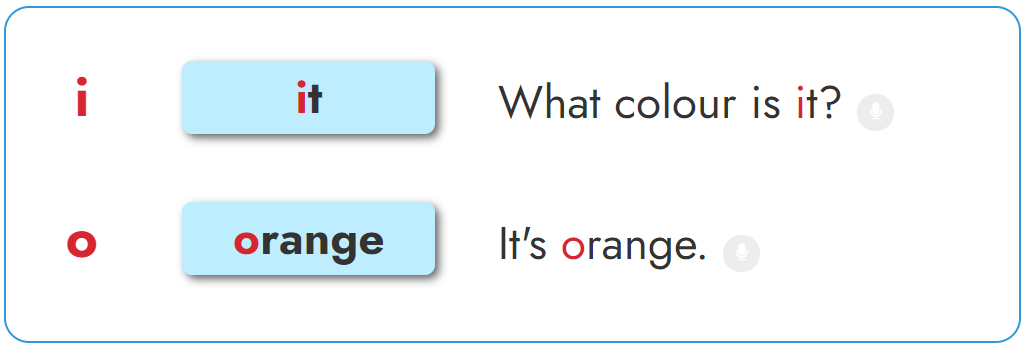 i it What colour is it?
o orange It's orange.